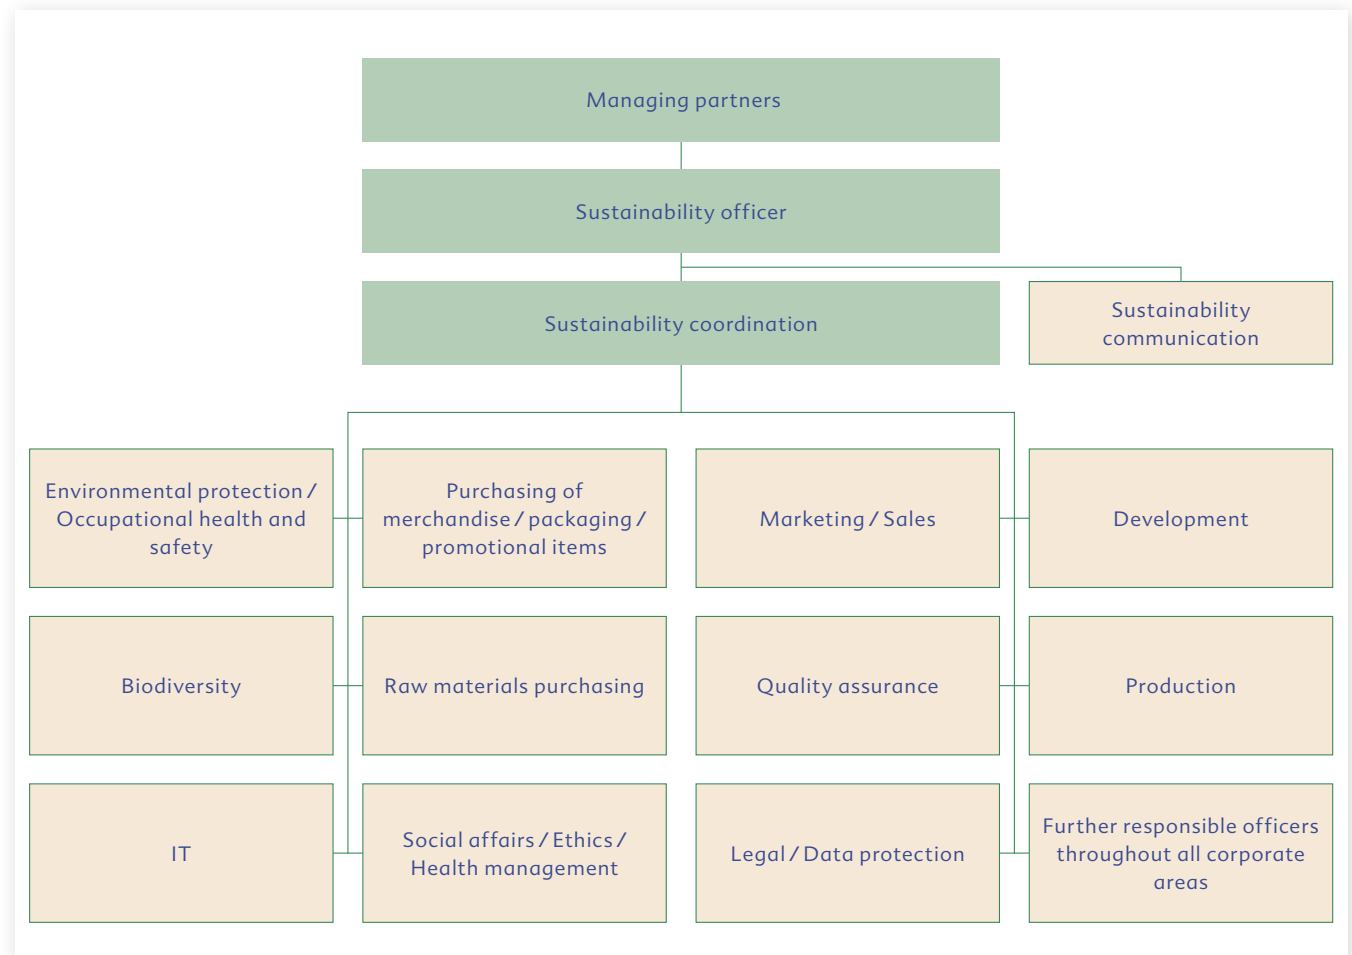 Managing partners
Sustainability officer
Sustainability coordination
Sustainability
communication
Environmental protection /
Occupational health and
safety
Purchasing of
merchandise / packaging /
promotional items
Marketing / Sales
Development
Biodiversity
Raw materials purchasing
Quality assurance
Production
IT
Social affairs / Ethics /
Health management
Legal / Data protection
Further responsible officers
throughout all corporate
areas